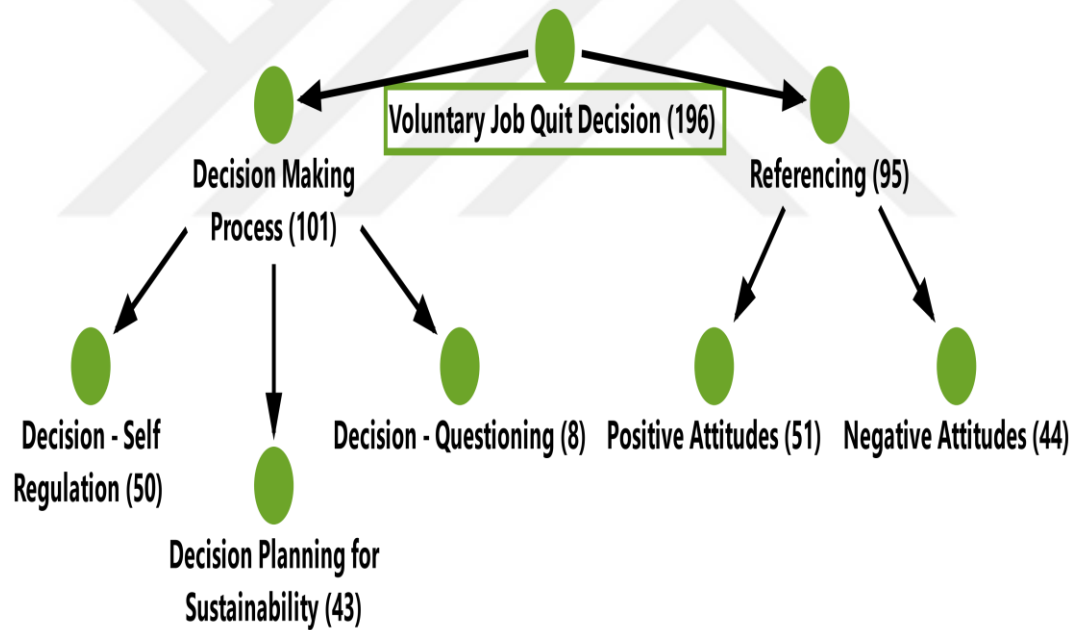 Voluntary Job Quit Decision (196)
Decision Making
Process (101)
Referencing (95)
Decision - Self
Regulation (50)
Decision Planning for
Sustainability (43)
Decision - Questioning (8)
Positive Attitudes (51)
Negative Attitudes (44)